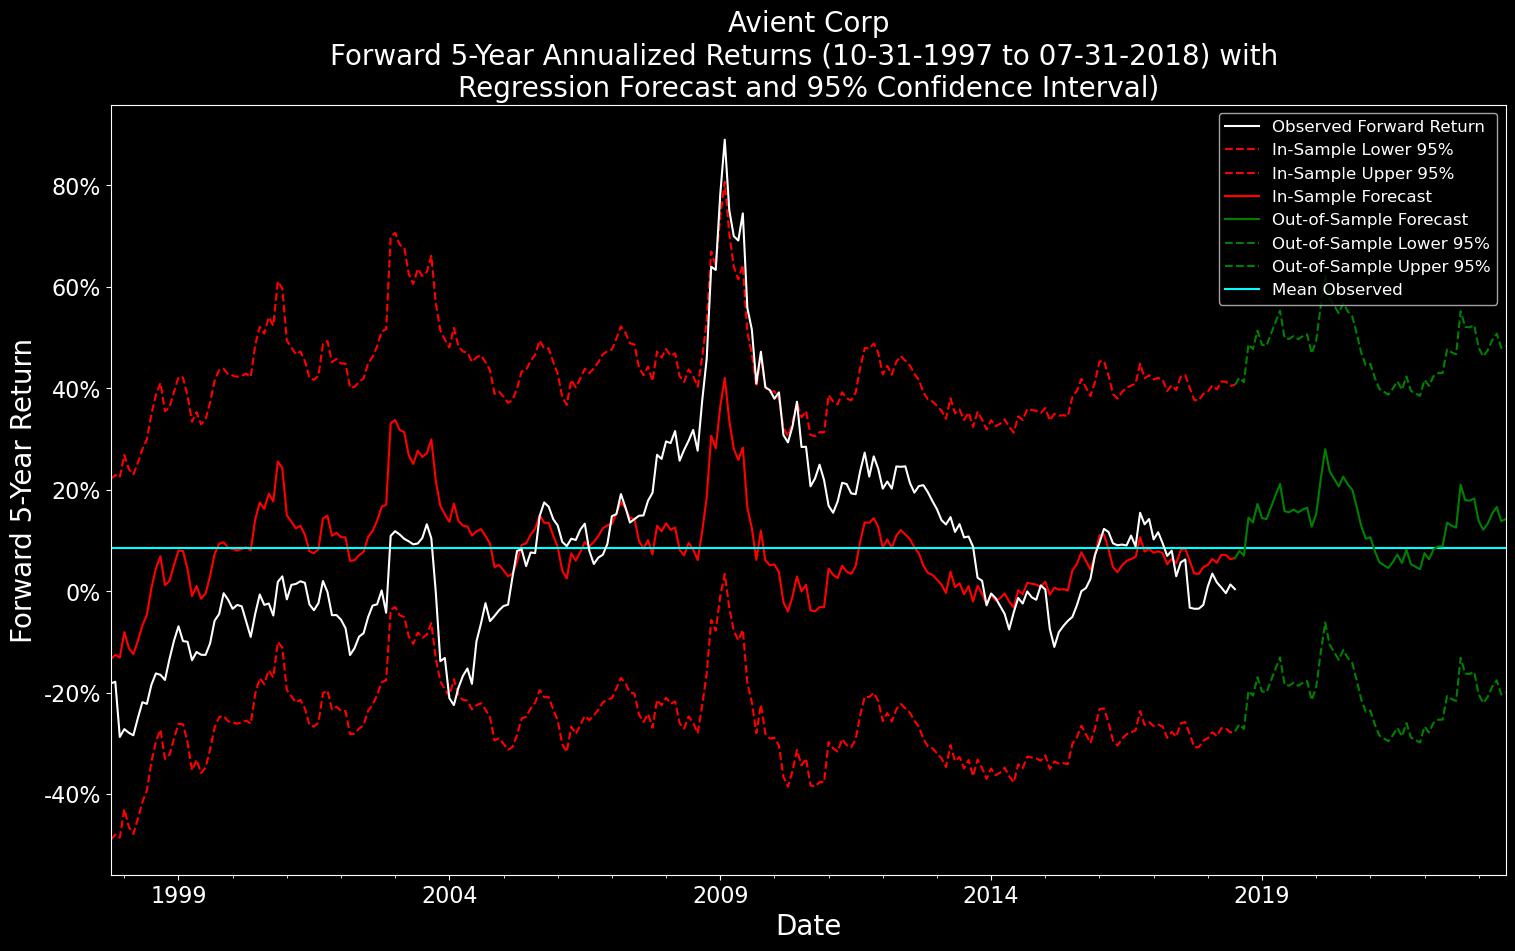 Avient Corp
Forward 5-Year Annualized Returns (10-31-1997 to 07-31-2018) with
Regression Forecast and 95% Confidence Interval)
Observed Forward Return
In-Sample Lower 95%
In-Sample Upper 95%
In-Sample Forecast
Out-of-Sample Forecast
Out-of-Sample Lower 95%
Out-of-Sample Upper 95%
Mean Observed
Forward 5-Year Return
80%
60%
40%
20%
0%
-20%
-40%
1999 2004 2009 2014 2019
Date